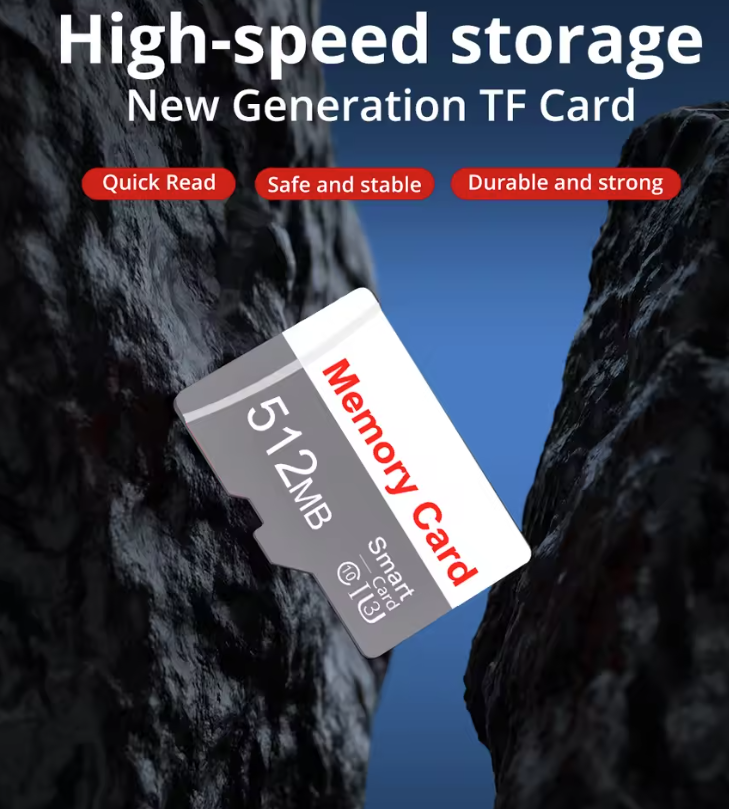 High-speed storage
New Generation TF Card
Quick Read
Safe and stable
Durable and strong
Memory Card
512MB
Smart
Card
10 I U3